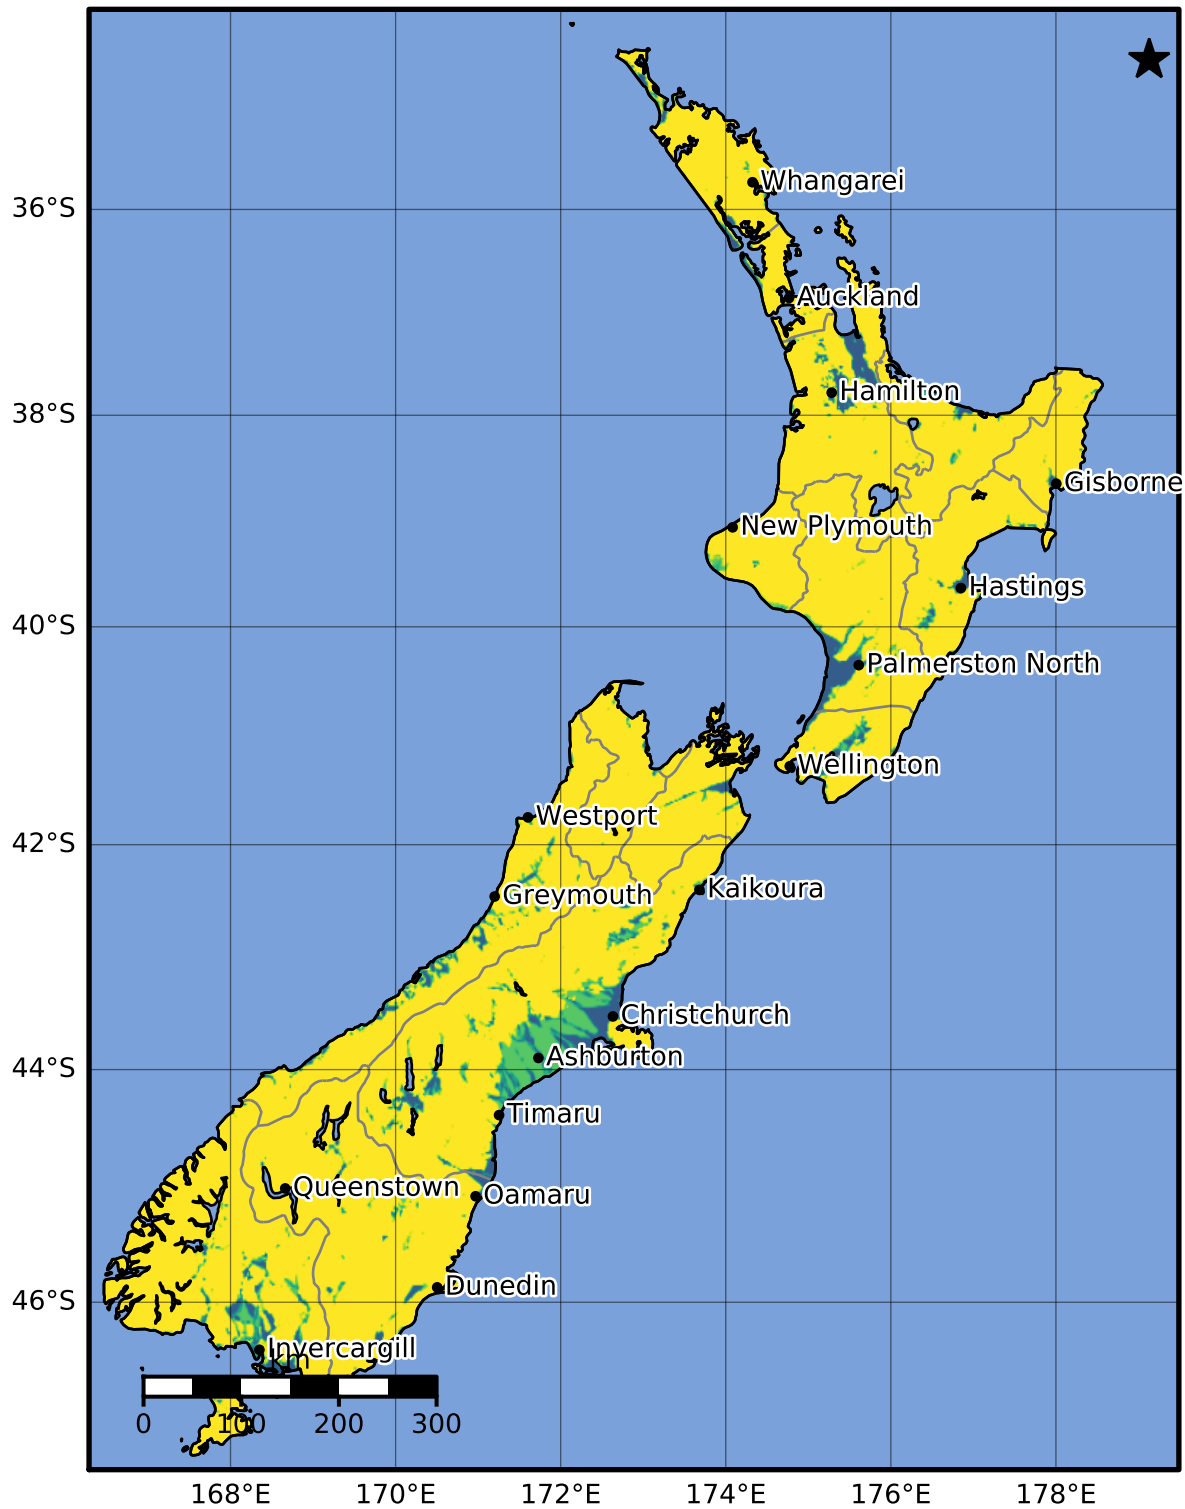 Whangarei
36°S
Auckland
Hamilton
38°S
Gisborne
New Plymouth
Hastings
40°S
Palmerston North
Wellington
Westport
42°S
Kaikoura
Greymouth
Christchurch
Ashburton
44°S
Timaru
Queenstown
Oamaru
Dunedin
46°S
Invercargill
km
0 100 200 300
168°E 170°E 172°E 174°E 176°E 178°E